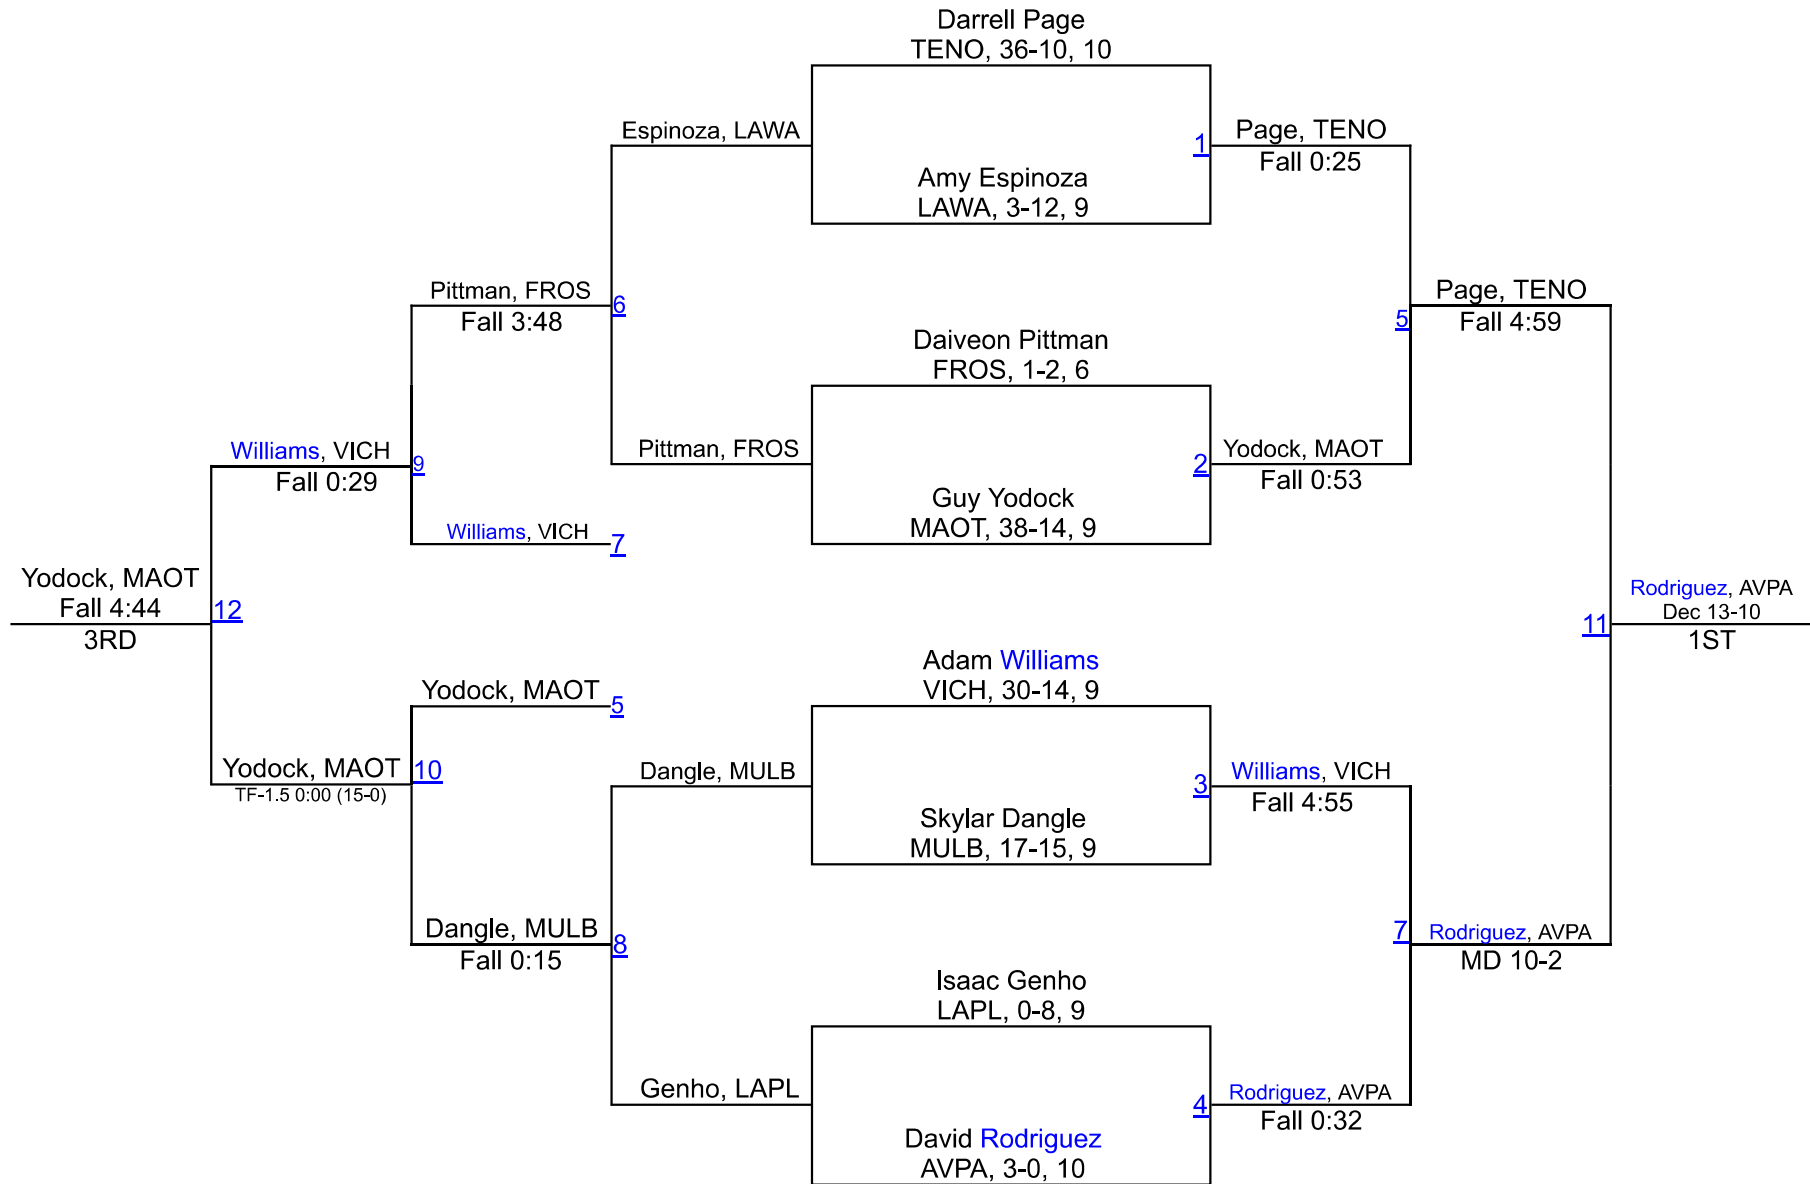 Darrell Page
TENO, 36-10, 10
Espinoza, LAWA
1
Page, TENO
Fall 0:25
Amy Espinoza
LAWA, 3-12, 9
Pittman, FROS
Fall 3:48
6
Page, TENO
Fall 4:59
5
Daiveon Pittman
FROS, 1-2, 6
Williams, VICH
Fall 0:29
9
Pittman, FROS
2
Yodock, MAOT
Fall 0:53
Guy Yodock
MAOT, 38-14, 9
Williams, VICH
7
Yodock, MAOT
Fall 4:44
3RD
12
11
Rodriguez, AVPA
Dec 13-10
1ST
Adam Williams
VICH, 30-14, 9
Yodock, MAOT
5
Yodock, MAOT
TF-1.5 0:00 (15-0)
10
Dangle, MULB
3
Williams, VICH
Fall 4:55
Skylar Dangle
MULB, 17-15, 9
Dangle, MULB
Fall 0:15
8
7
Rodriguez, AVPA
MD 10-2
Isaac Genho
LAPL, 0-8, 9
Genho, LAPL
4
Rodriguez, AVPA
Fall 0:32
David Rodriguez
AVPA, 3-0, 10